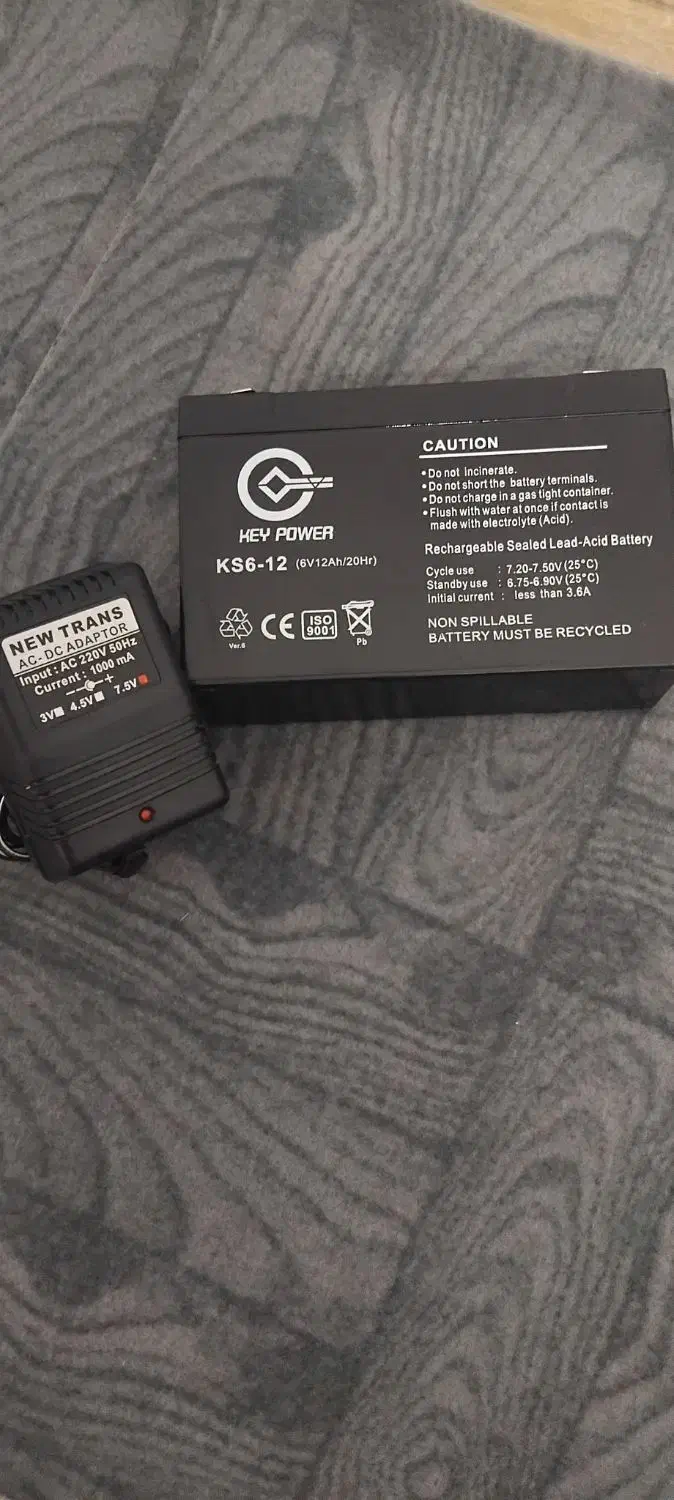 KEY POWER
KS6-12 (6V12Ah/20Hr)
Ver.6
CE
ISO
9001
Pb
CAUTION
•Do not incinerate.
•Do not short the battery terminals.
•Do not charge in a gas tight container.
•Flush with water at once if contact is
made with electrolyte (Acid).
Rechargeable Sealed Lead-Acid Battery
Cycle use : 7.20-7.50V (25°C)
Standby use : 6.75-6.90V (25°C)
Initial current : less than 3.6A
NON SPILLABLE
BATTERY MUST BE RECYCLED
NEW TRANS
AC- DC ADAPTOR
Input : AC 220V 50Hz
Current : 1000 mA
3V 4.5V 7.5V